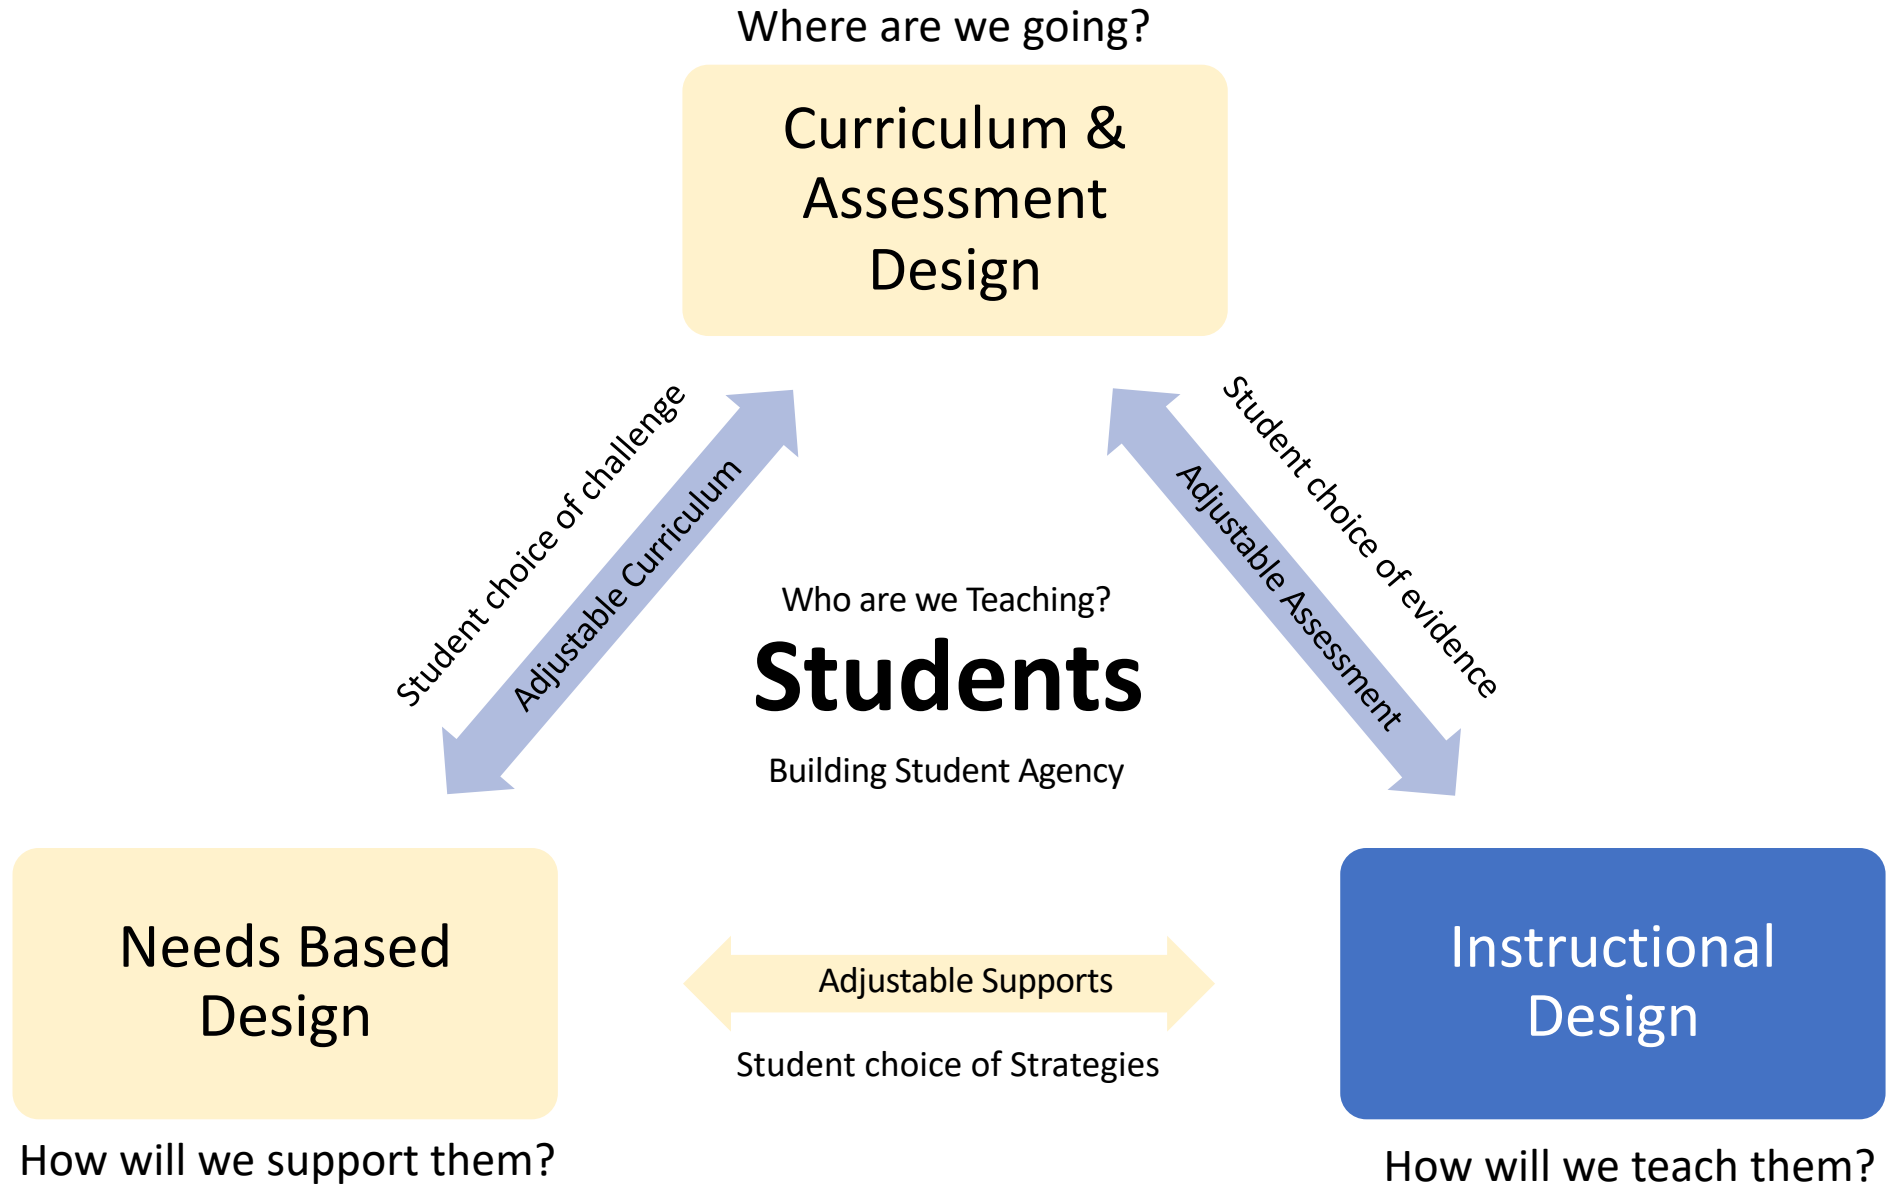 Where are we going?
Curriculum &
Assessment
Design
Student choice of challenge
Adjustable Curriculum
Adjustable Assessment
Student choice of evidence
Who are we Teaching?
Students
Building Student Agency
Needs Based
Design
Adjustable Supports
Student choice of Strategies
Instructional
Design
How will we support them?
How will we teach them?